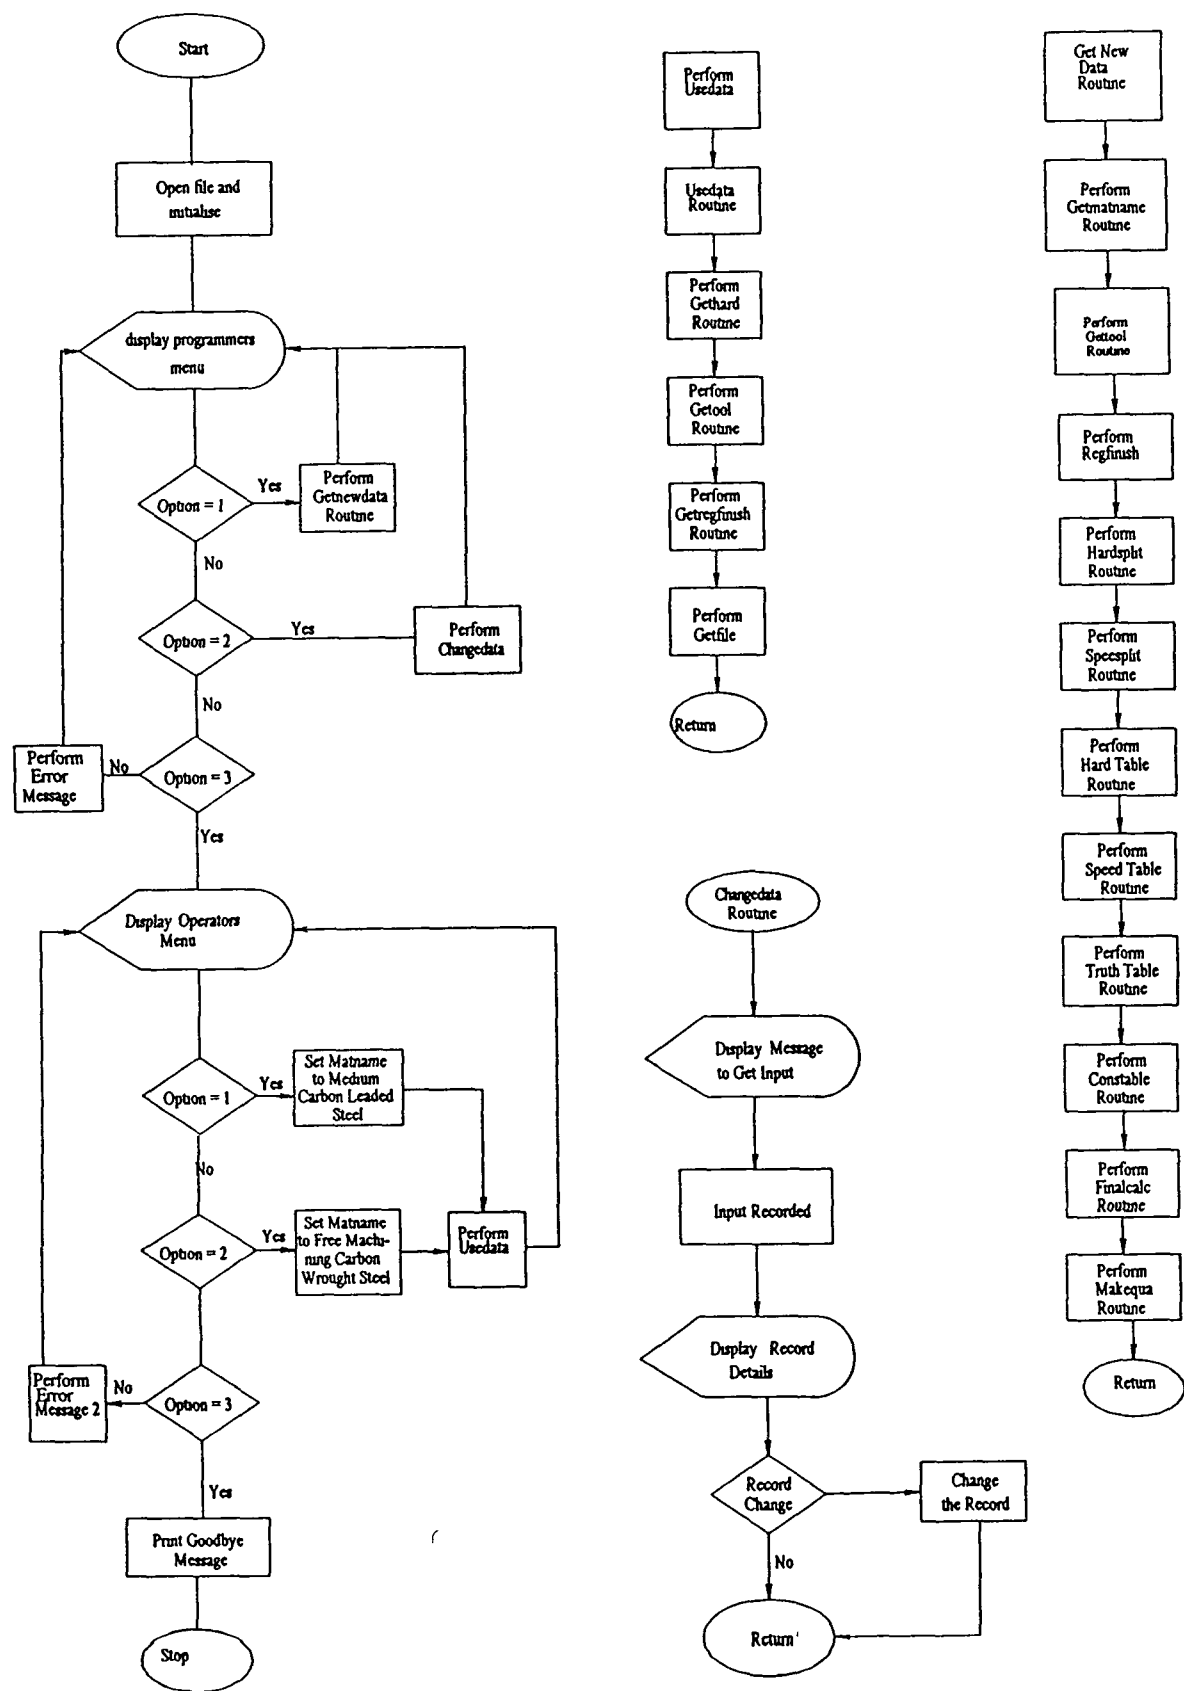 Start
Open file and
initialise
display programmers
menu
Option = 1
Yes
Perform
Getnewdata
Routine
No
Option = 2
Yes
Perform
Changedata
No
Option = 3
No
Perform
Error
Message
Yes
Display Operators
Menu
Option = 1
Yes
Set Matname
to Medium
Carbon Leaded
Steel
No
Option = 2
Yes
Set Matname
to Free Machi-
ning Carbon
Wrought Steel
Perform
Usedata
Option = 3
No
Perform
Error
Message 2
Yes
Print Goodbye
Message
Stop
Perform
Usedata
Usedata
Routine
Perform
Gethard
Routine
Perform
Getool
Routine
Perform
Getregfinush
Routine
Perform
Getfile
Return
Changedata
Routine
Display Message
to Get Input
Input Recorded
Display Record
Details
Record
Change
Change
the Record
No
Return
Get New
Data
Routine
Perform
Getmatname
Routine
Perform
Gettool
Routine
Perform
Regfinish
Perform
Hardsplit
Routine
Perform
Speesplit
Routine
Perform
Hard Table
Routine
Perform
Speed Table
Routine
Perform
Truth Table
Routine
Perform
Constable
Routine
Perform
Finalcalc
Routine
Perform
Makequa
Routine
Return